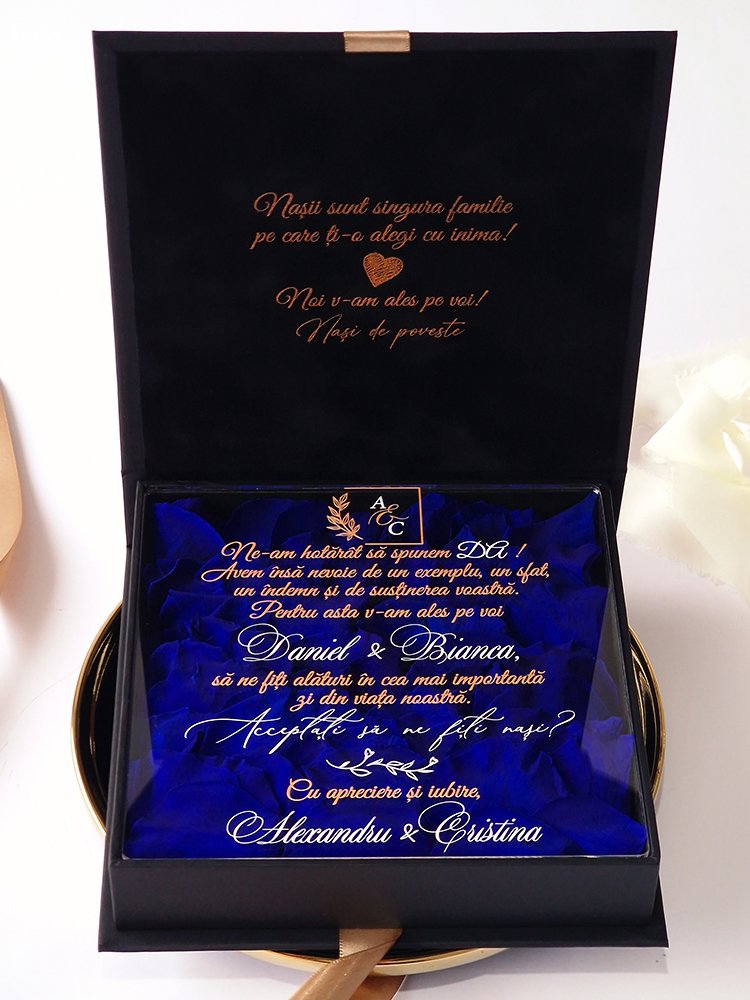 Nașii sunt singura familie
pe care ți-o alegi cu inima!
Noi v-am ales pe voi!
Nași de poveste
A
&
C
Ne-am hotărât să spunem DA !
Avem însă nevoie de un exemplu, un sfat,
un îndemn și de susținerea voastră.
Pentru asta v-am ales pe voi
Daniel & Bianca,
să ne fiți alături în cea mai importantă
zi din viața noastră.
Acceptați să ne fiți nași?
Cu apreciere și iubire,
Alexandru & Cristina